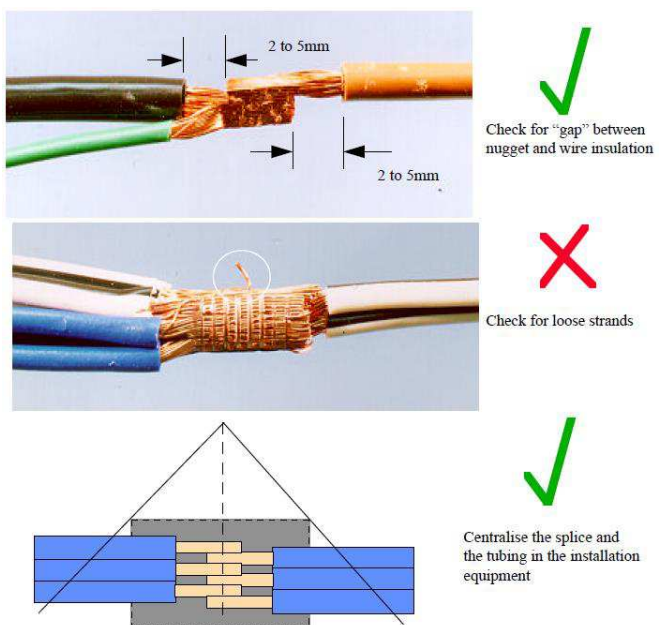 2 to 5mm
Check for “gap” between
nugget and wire insulation
2 to 5mm
Check for loose strands
Centralise the splice and
the tubing in the installation
equipment